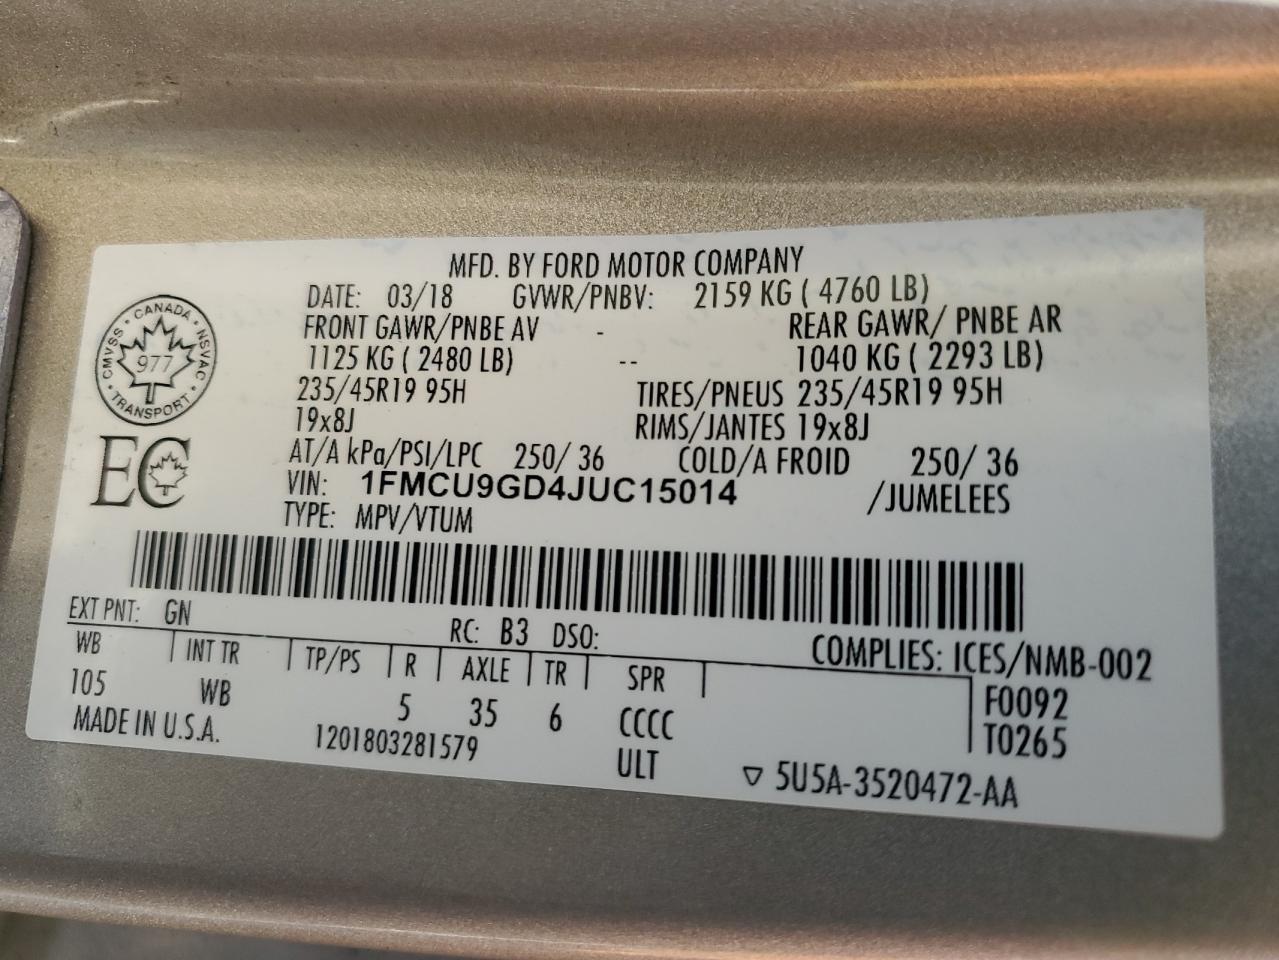 MFD. BY FORD MOTOR COMPANY
DATE: 03/18 GVWR/PNBV: 2159 KG ( 4760 LB)
FRONT GAWR/PNBE AV - REAR GAWR/ PNBE AR
1125 KG ( 2480 LB) -- 1040 KG ( 2293 LB)
235/45R19 95H TIRES/PNEUS 235/45R19 95H
19x8J RIMS/JANTES 19x8J
AT/A kPa/PSI/LPC 250/ 36 COLD/A FROID 250/ 36
VIN: 1FMCU9GD4JUC15014 /JUMELEES
TYPE: MPV/VTUM
CANADA
CMVSS • NSVAC
977
TRANSPORT
EC
EXT PNT: GN RC: B3 DSO:
COMPLIES: ICES/NMB-002
WB INT TR TP/PS R AXLE TR SPR
105 WB 5 35 6 CCCC
F0092
T0265
MADE IN U.S.A. 1201803281579 ULT
▽ 5U5A-3520472-AA